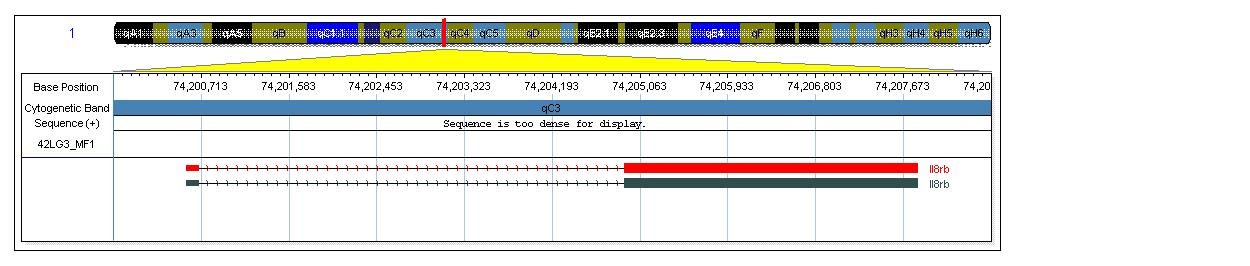 1 qA1 qA3 qA5 qB qC1.1 qC2 qC3 qC4 qC5 qD qE2.1 qE2.3 qE4 qF qH3 qH4 qH5 qH6
Base Position 74,200,713 74,201,583 74,202,453 74,203,323 74,204,193 74,205,063 74,205,933 74,206,803 74,207,673 74,20
Cytogenetic Band qC3
Sequence (+) Sequence is too dense for display.
42LG3_MF1
Il8rb
Il8rb